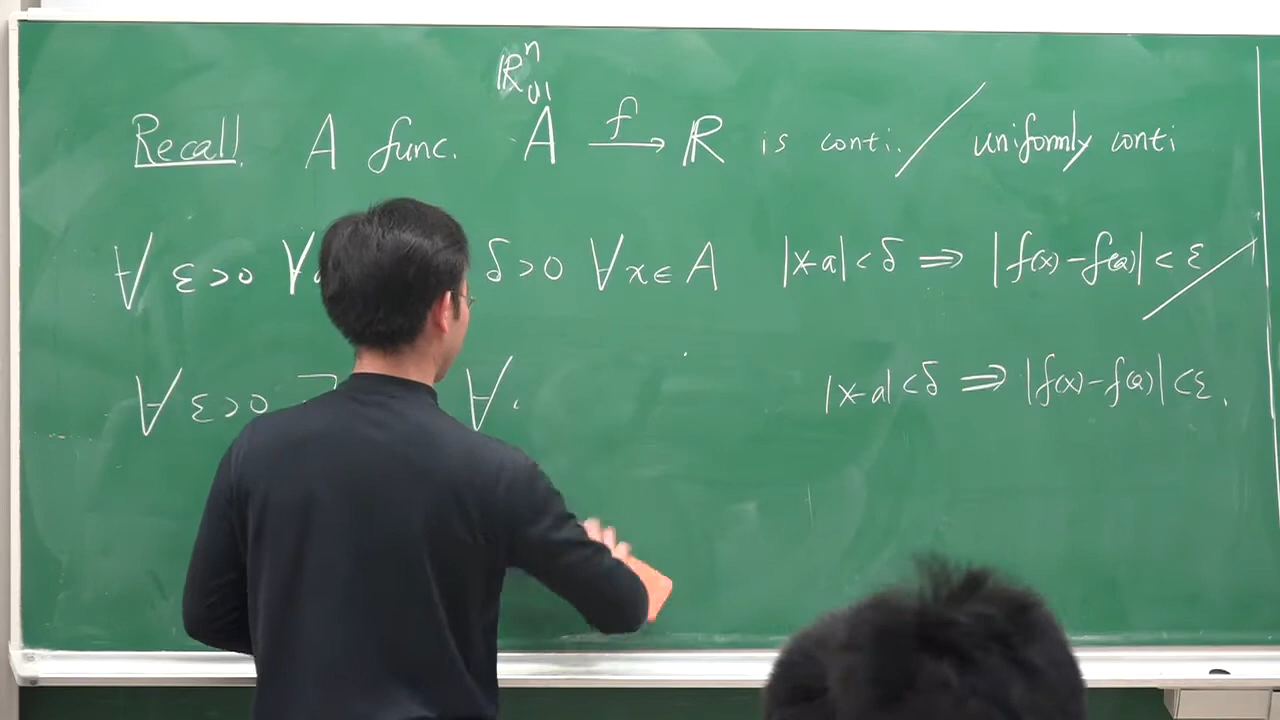 ℝⁿ
∪|
Recall A func. A —f→ ℝ is conti. / uniformly conti
∀ ε>0 ∀ δ>0 ∀x∈A |x-a|<δ ⇒ |f(x)-f(a)|<ε /
∀ ε>0 ∀ |x-a|<δ ⇒ |f(x)-f(a)|<ε.